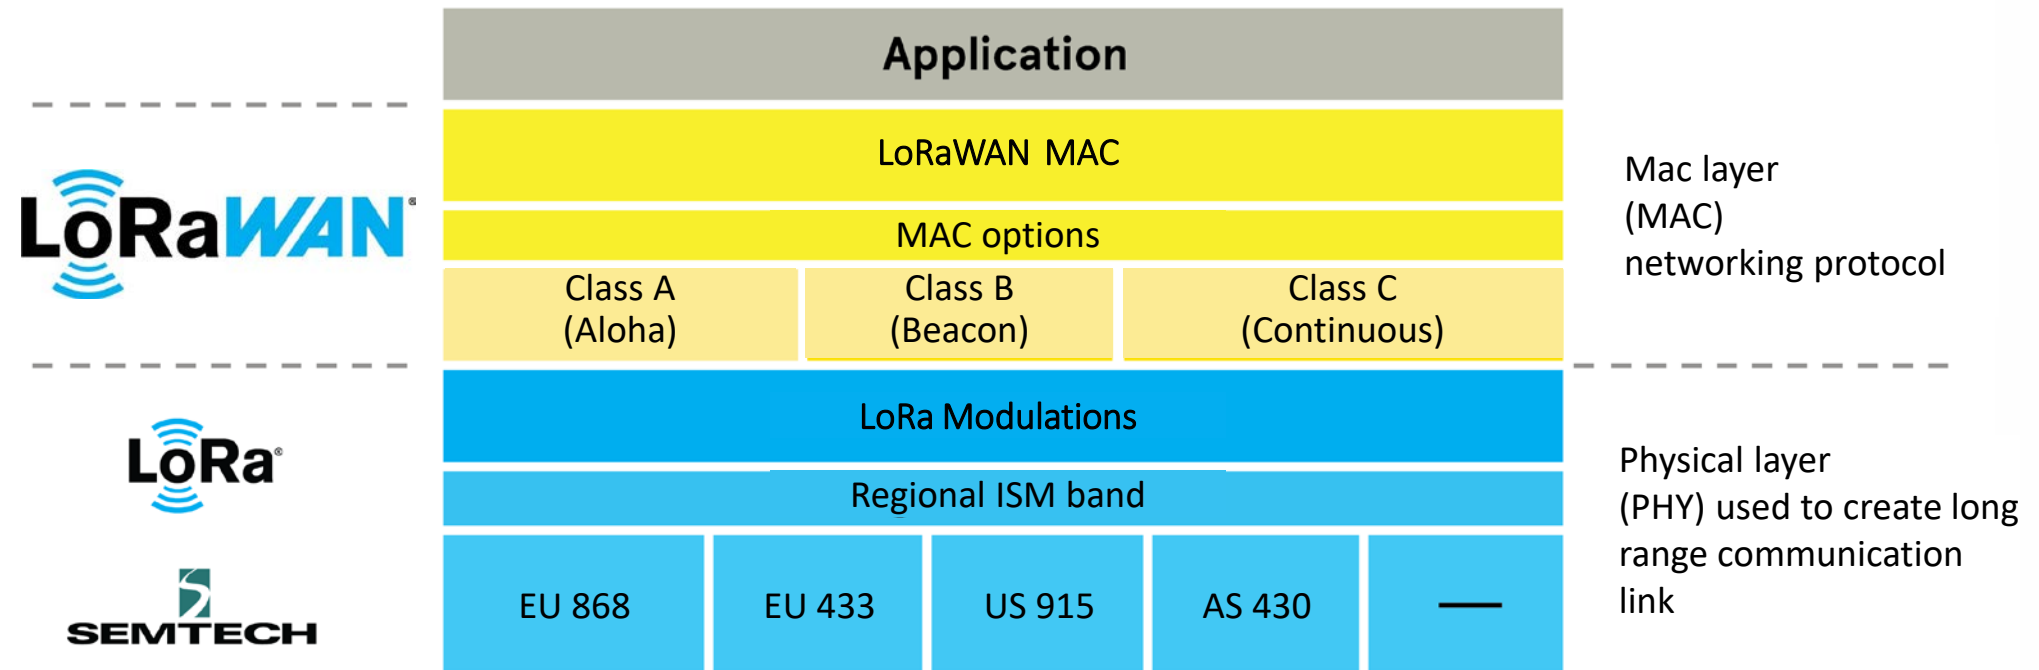 Application
LoRaWAN MAC
MAC options
Class A
(Aloha)
Class B
(Beacon)
Class C
(Continuous)
LoRa Modulations
Regional ISM band
EU 868
EU 433
US 915
AS 430
—
LoRaWAN®
LoRa®
SEMTECH
Mac layer
(MAC)
networking protocol
Physical layer
(PHY) used to create long
range communication
link